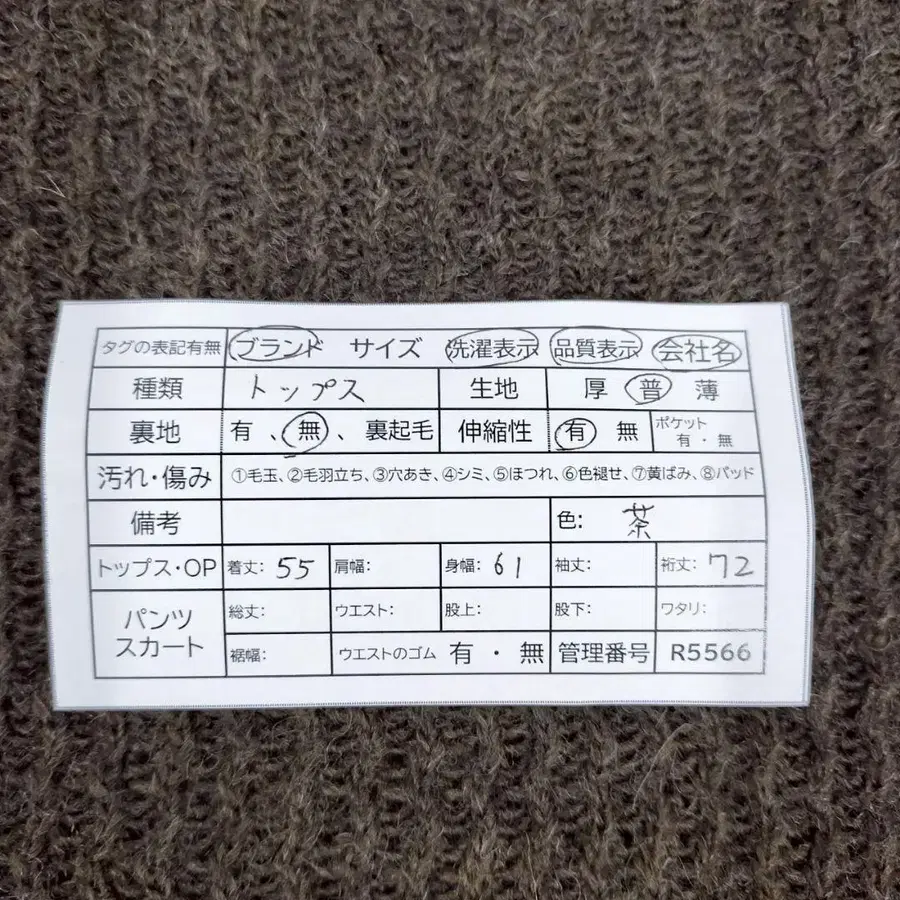 タグの表記有無 ブランド サイズ 洗濯表示 品質表示 会社名
種類 トップス 生地 厚 普 薄
裏地 有、無、裏起毛 伸縮性 有 無 ポケット 有・無
汚れ・傷み ①毛玉、②毛羽立ち、③穴あき、④シミ、⑤ほつれ、⑥色褪せ、⑦黄ばみ、⑧パッド
備考 色: 茶
トップス・OP 着丈: 55 肩幅: 身幅: 61 袖丈: 裄丈: 72
パンツ スカート 総丈: ウエスト: 股上: 股下: ワタリ:
裾幅: ウエストのゴム 有・無 管理番号 R5566